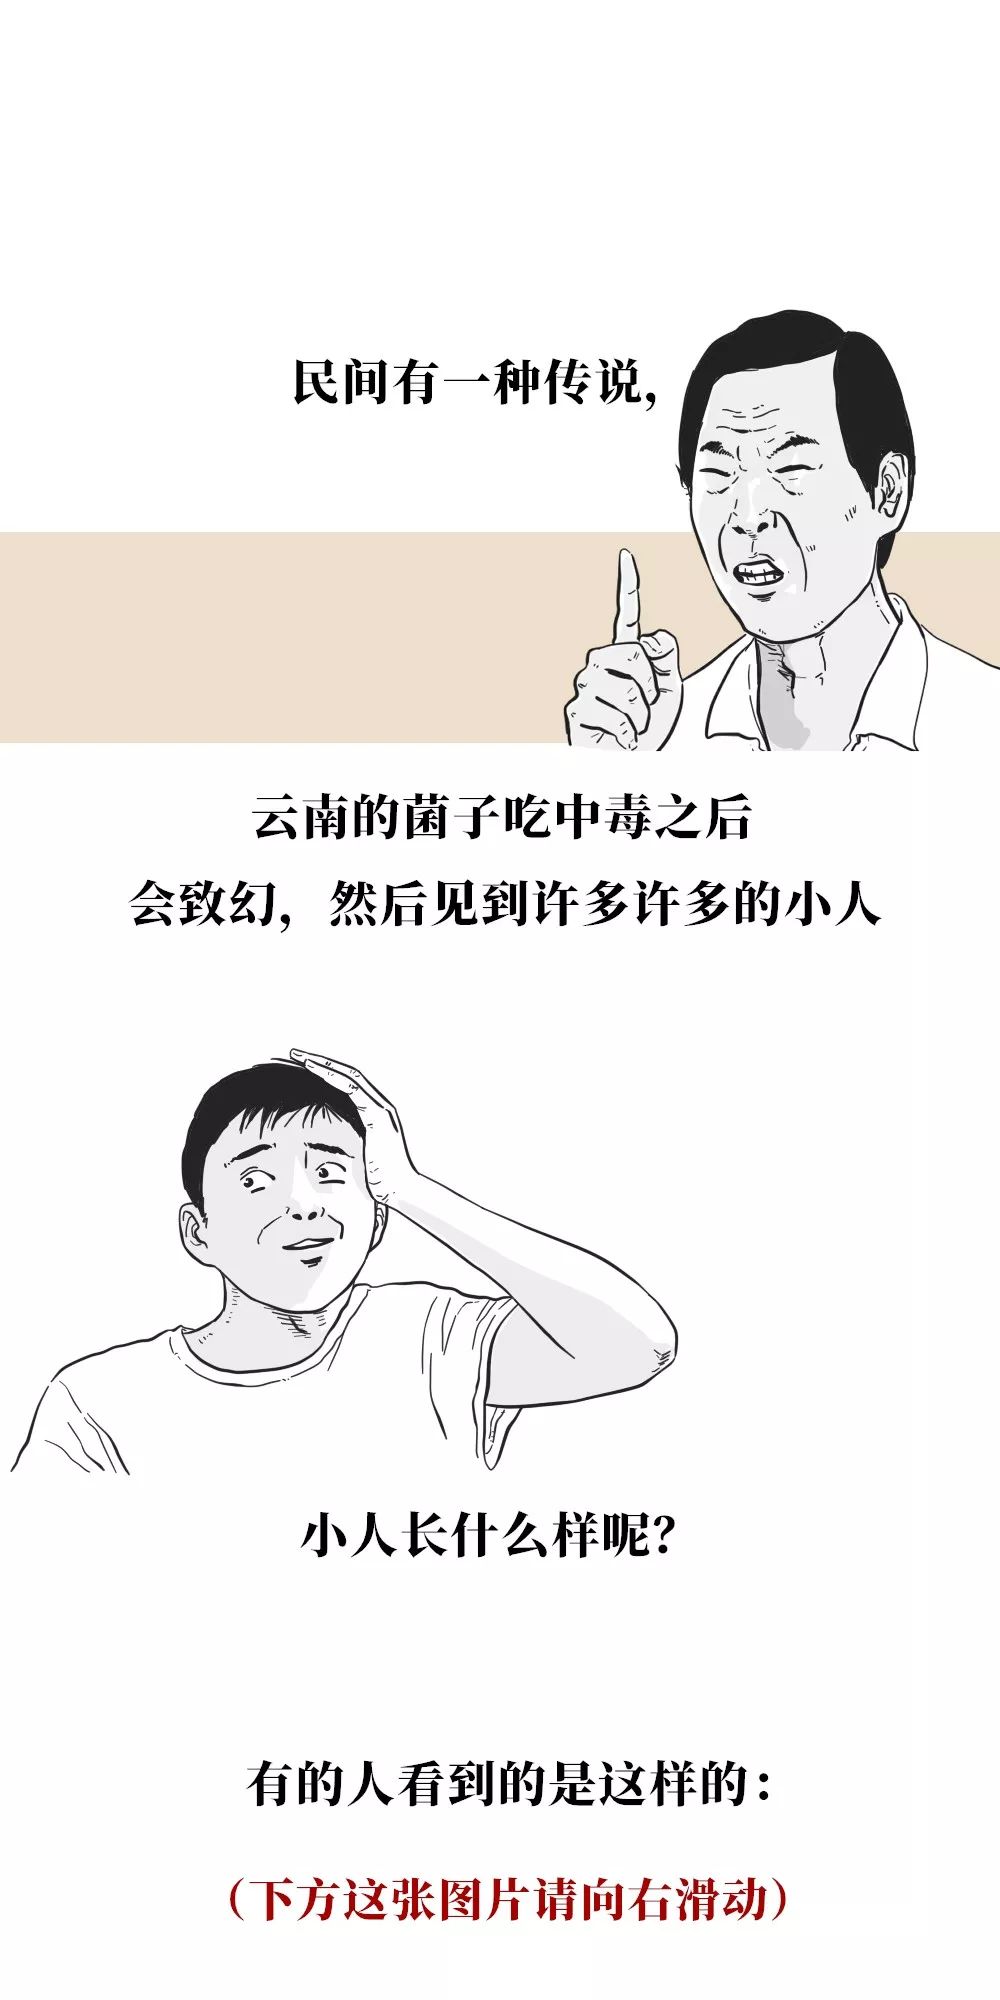 民间有一种传说，
云南的菌子吃中毒之后
会致幻，然后见到许多许多的小人
小人长什么样呢？
有的人看到的是这样的：
（下方这张图片请向右滑动）